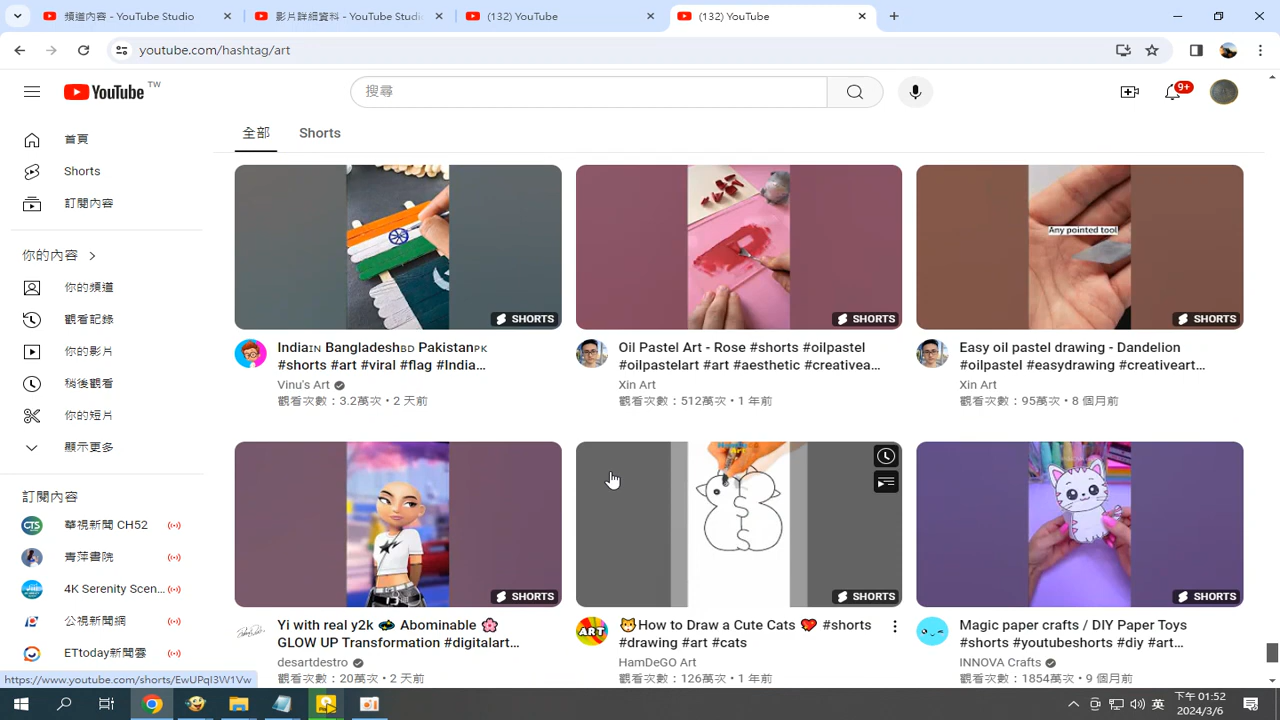 頻道內容 - YouTube Studio
影片詳細資料 - YouTube Studi
(132) YouTube
(132) YouTube
youtube.com/hashtag/art
YouTube TW
搜尋
9+
首頁
Shorts
訂閱內容
你的內容
你的頻道
觀看記錄
你的影片
稍後觀看
你的短片
顯示更多
訂閱內容
華視新聞 CH52
青萍書院
4K Serenity Scen...
公視新聞網
ETtoday新聞雲
全部
Shorts
SHORTS
Indiaɪɴ Bangladeshʙᴅ Pakistanᴘᴋ
#shorts #art #viral #flag #India...
Vinu's Art
觀看次數：3.2萬次 • 2 天前
SHORTS
Oil Pastel Art - Rose #shorts #oilpastel
#oilpastelart #art #aesthetic #creativea...
Xin Art
觀看次數：512萬次 • 1 年前
Any pointed tool
SHORTS
Easy oil pastel drawing - Dandelion
#oilpastel #easydrawing #creativeart...
Xin Art
觀看次數：95萬次 • 8 個月前
SHORTS
Yi with real y2k 👟 Abominable 🌸
GLOW UP Transformation #digitalart...
desartdestro
觀看次數：20萬次 • 2 天前
SHORTS
ART
🐱How to Draw a Cute Cats ❤️ #shorts
#drawing #art #cats
HamDeGO Art
觀看次數：126萬次 • 1 年前
SHORTS
Magic paper crafts / DIY Paper Toys
#shorts #youtubeshorts #diy #art...
INNOVA Crafts
觀看次數：1854萬次 • 9 個月前
https://www.youtube.com/shorts/EwUPqI3W1Vw
英
下午 01:52
2024/3/6